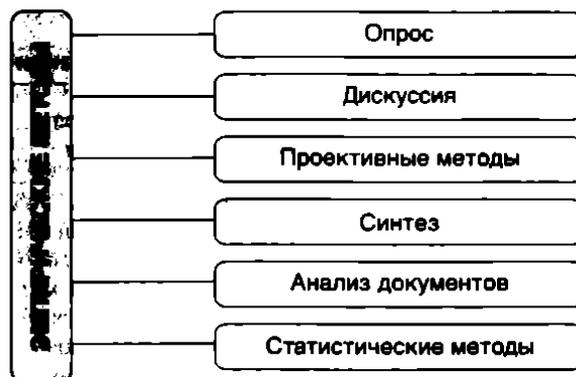 Опрос
Дискуссия
Проективные методы
Синтез
Анализ документов
Статистические методы